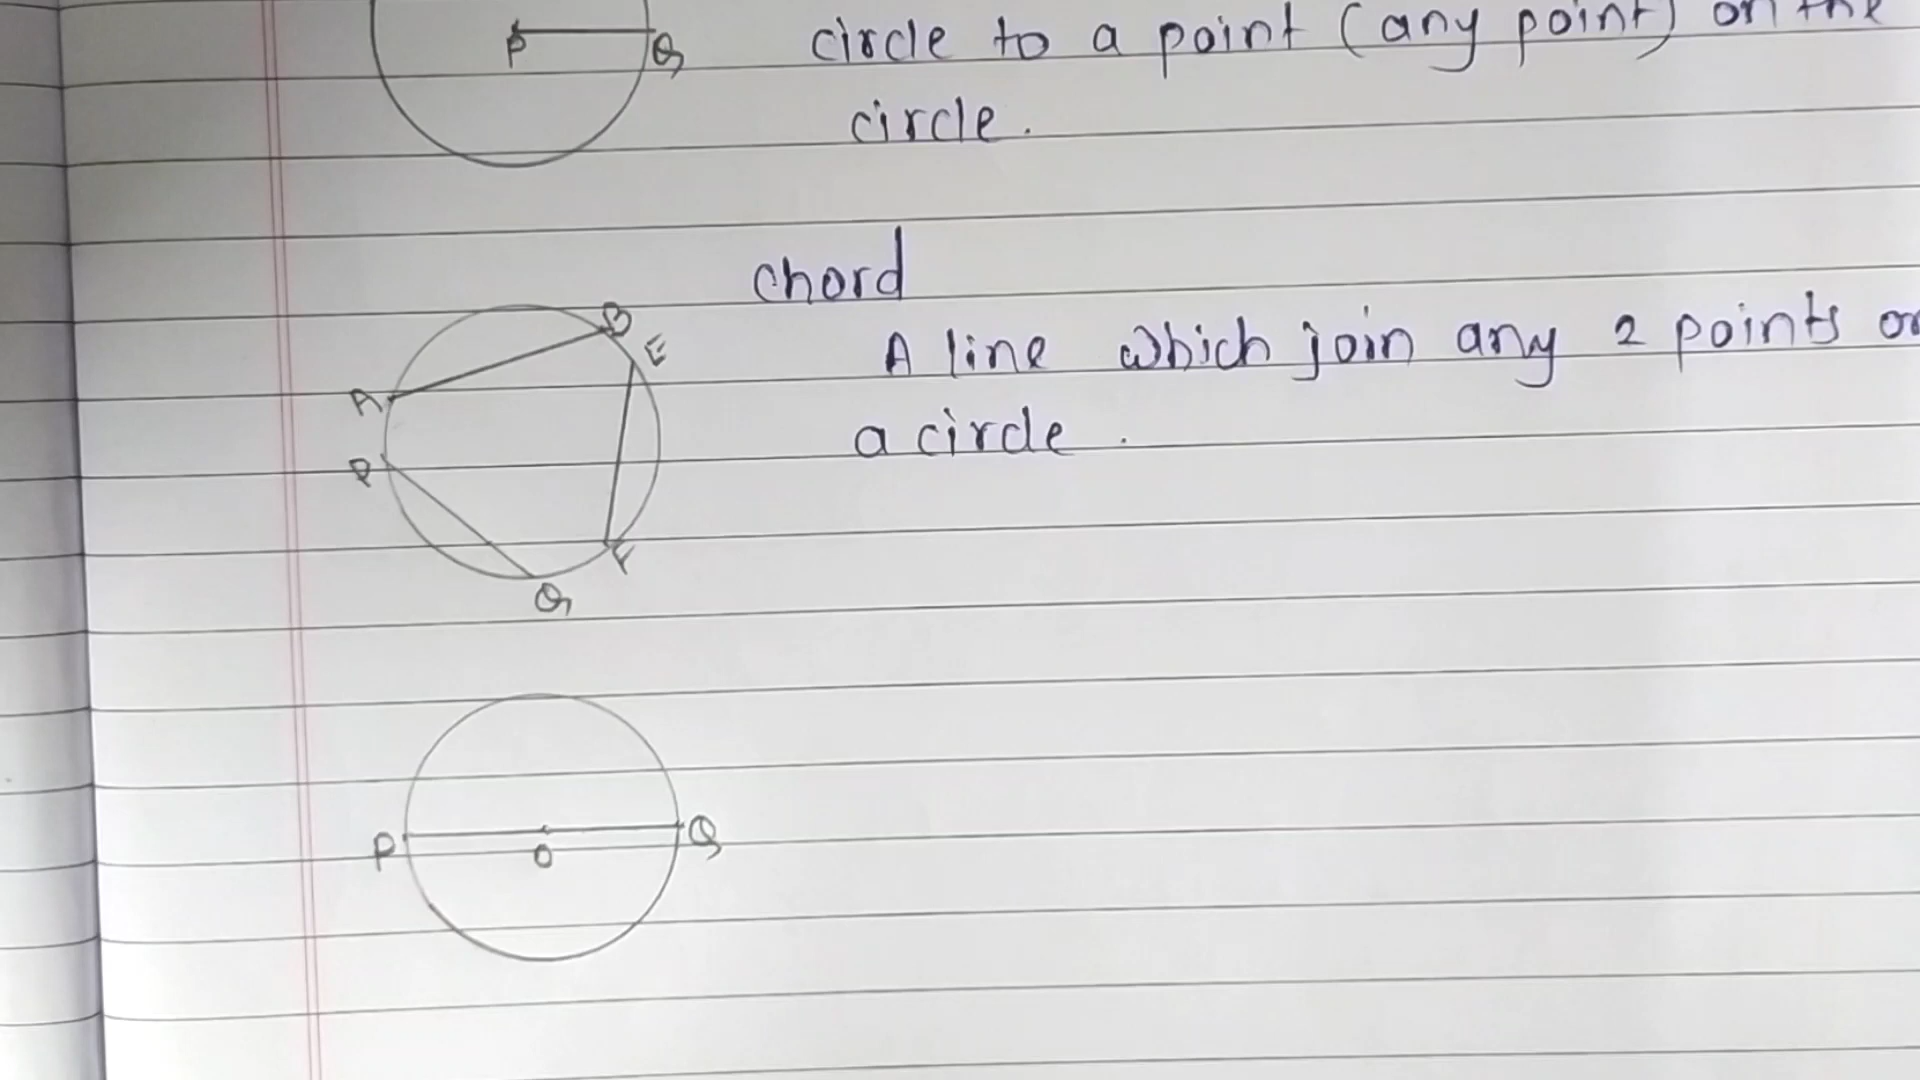 P Q
circle to a point (any point) on the
circle.
chord
A line which join any 2 points on
a circle.
A B E P F Q
P O Q